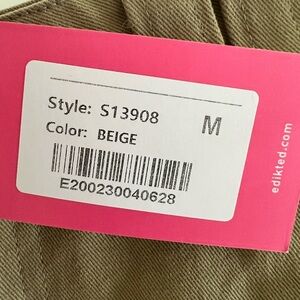 Style: S13908
M
Color: BEIGE
E200230040628
edikted.com